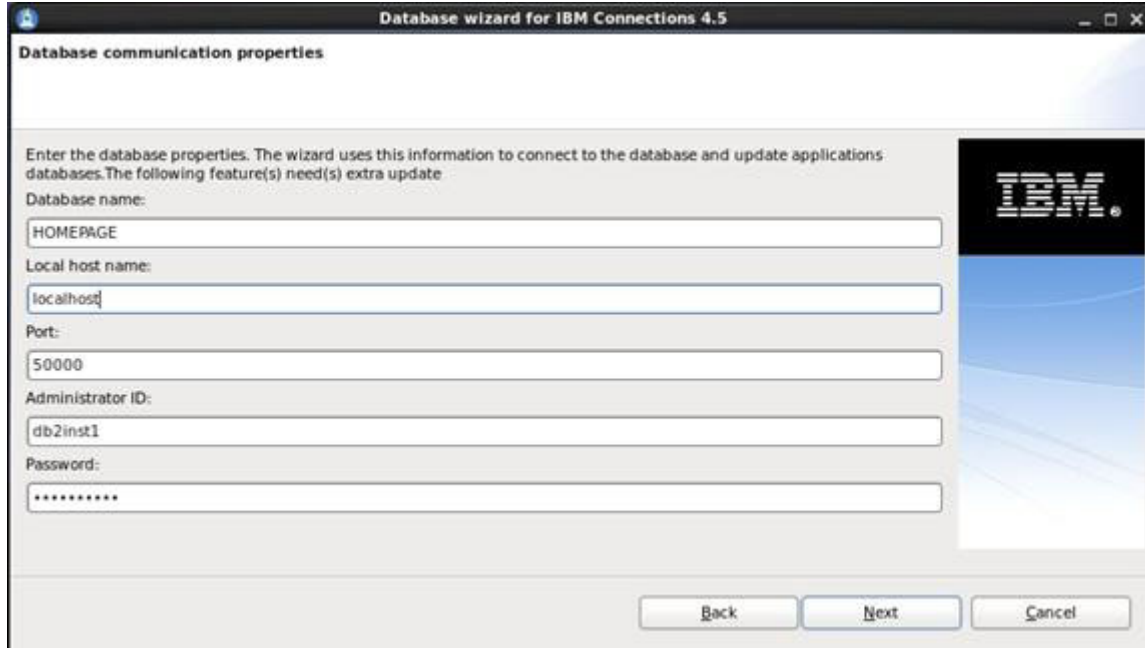 Database wizard for IBM Connections 4.5
Database communication properties
Enter the database properties. The wizard uses this information to connect to the database and update applications
databases.The following feature(s) need(s) extra update
Database name:
HOMEPAGE
Local host name:
localhost
Port:
50000
Administrator ID:
db2inst1
Password:
••••••••••
IBM®
Back
Next
Cancel